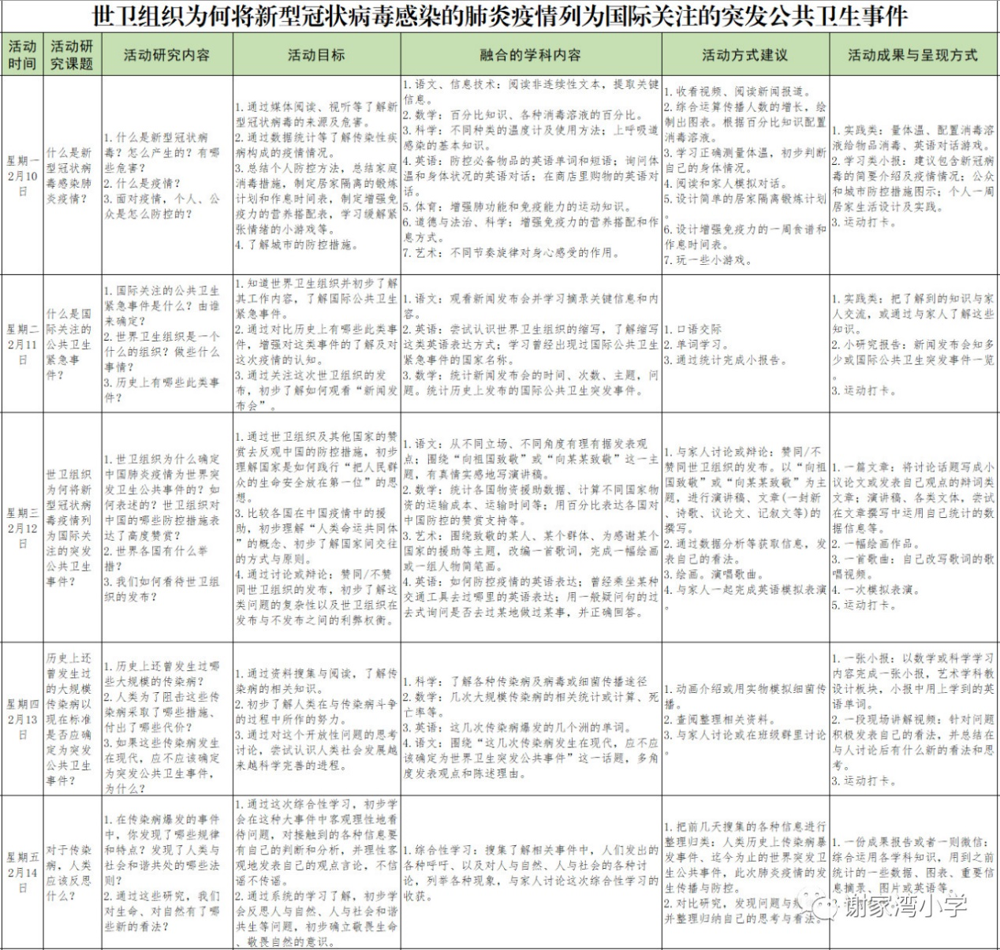 世卫组织为何将新型冠状病毒感染的肺炎疫情列为国际关注的突发公共卫生事件
活动时间
活动研究课题
活动研究内容
活动目标
融合的学科内容
活动方式建议
活动成果与呈现方式
星期一
2月10
日
什么是新
型冠状病
毒感染肺
炎疫情？
1.什么是新型冠状病
毒？怎么产生的？有哪
些危害？
2.什么是疫情？
3.面对疫情，个人、公
众是怎么防控的？
1.通过媒体阅读、视听等了解新
型冠状病毒的来源及危害。
2.通过数据统计等了解传染性疾
病构成的疫情情况。
3.总结个人防控方法，总结家庭
消毒措施，制定居家隔离的锻炼
计划和作息时间表，制定增强免
疫力的营养搭配表，学习缓解紧
张情绪的小游戏等。
4.了解城市的防控措施。
1.语文、信息技术：阅读非连续性文本，提取关键
信息。
2.数学：百分比知识、各种消毒溶液的百分比。
3.科学：不同种类的温度计及使用方法；上呼吸道
感染的基本知识。
4.英语：防控必备物品的英语单词和短语；询问体
温和身体状况的英语对话；在商店里购物的英语对
话。
5.体育：增强肺功能和免疫能力的运动知识。
6.道德与法治、科学：增强免疫力的营养搭配和作
息方式。
7.艺术：不同节奏旋律对身心感受的作用。
1.收看视频、阅读新闻报道。
2.综合运算传播人数的增长，绘
制出图表。根据百分比知识配置
消毒溶液。
3.学习正确测量体温，初步判断
自己的身体情况。
4.阅读和家人模拟对话。
5.设计简单的居家隔离锻炼计划
。
6.设计增强免疫力的一周食谱和
作息时间表。
7.玩一些小游戏。
1.实践类：量体温、配置消毒溶
液给物品消毒、英语对话游戏。
2.学习类小报：建议包含新冠病
毒的简要介绍及疫情情况；公众
和城市防控措施图示；个人一周
居家生活设计及实践。
3.运动打卡。
星期二
2月11
日
什么是国
际关注的
公共卫生
紧急事
件？
1.国际关注的公共卫生
紧急事件是什么？由谁
来确定？
2.世界卫生组织是一个
什么的组织？做些什么
事情？
3.历史上有哪些此类事
件？
1.知道世界卫生组织并初步了解
其工作内容，了解国际公共卫生
紧急事件。
2.通过对比历史上有哪些此类事
件，增强对这类事件的了解及对
这次疫情的认知。
3.通过关注这次世卫组织的发
布，初步了解如何观看“新闻发
布会”。
1.语文：观看新闻发布会并学习摘录关键信息和内
容。
2.英语：尝试认识世界卫生组织的缩写，了解缩写
这类英语表达方式；学习曾经出现过国际公共卫生
紧急事件的国家名称。
3.数学：统计新闻发布会的时间、次数、主题，问
题。统计历史上发布的国际公共卫生突发事件。
1.口语交际
2.单词学习。
3.通过统计完成小报告。
1.实践类：把了解到的知识与家
人交流，或通过与家人了解这些
知识。
2.小研究报告：新闻发布会知多
少或国际公共卫生突发事件一览
。
3.运动打卡。
星期三
2月12
日
世卫组织
为何将新
型冠状病
毒疫情列
为国际关
注的突发
公共卫生
事件？
1.世卫组织为什么确定
中国肺炎疫情为世界突
发卫生公共事件的？如
何表述的？世卫组织对
中国的哪些防控措施表
达了高度赞赏？
2.世界各国有什么举
措？
3.我们如何看待世卫组
织的发布？
1.通过世卫组织及其他国家的赞
赏去反观中国的防控措施，初步
理解国家是如何践行“把人民群
众的生命安全放在第一位”的思
想。
3.比较各国在中国疫情中的援
助，初步理解“人类命运共同体
”的概念、初步了解国家间交往
的方式与原则。
4.通过讨论或辩论：赞同/不赞
同世卫组织的发布，初步了解这
类问题的复杂性以及世卫组织在
发布与不发布之间的利弊权衡。
1.语文：从不同立场、不同角度有理有据发表观
点；围绕“向祖国致敬”或“向某某致敬”这一主
题，有真情实感地写演讲稿。
2.数学：统计各国物资援助数据、计算不同国家物
资的运输成本、运输时间等；用百分比表达各国对
中国防控的赞赏支持等。
3.艺术：围绕致敬的某人、某个群体、为感谢某个
国家的援助等主题，改编一首歌词，完成一幅绘画
或一组人物简笔画。
4.英语：如何防控疫情的英语表达；曾经乘坐某种
交通工具去过哪里的英语表达；用一般疑问句的过
去式询问是否去过某地做过某事，并正确回答。
1.与家人讨论或辩论：赞同/不
赞同世卫组织的发布。以“向祖
国致敬”或“向某某致敬”为主
题，进行演讲稿、文章(一封新
、诗歌、议论文、记叙文等)的
撰写。
2.通过数据分析等获取信息，发
表自己的看法。
3.绘画。演唱歌曲。
4.与家人一起完成英语模拟表演
。
1.一篇文章：将讨论话题写成小
议论文或发表自己观点的辩词类
文章；演讲稿、各类文体，尝试
在文章撰写中运用自己统计的数
据信息等。
2.一幅绘画作品。
3.一首歌曲：自己改写歌词的歌
唱视频。
4.一次模拟表演。
5.运动打卡。
星期四
2月13
日
历史上还
曾发生过
的大规模
传染病以
现在标准
是否应确
定为突发
公共卫生
事件？
1.历史上还曾发生过哪
些大规模的传染病？
2.人类为了阻击这些传
染病采取了哪些措施、
付出了哪些代价？
3.如果这些传染病发生
在现代，应不应该确定
为突发公共卫生事件，
为什么？
1.通过资料搜集与阅读，了解传
染病的相关知识。
2.初步了解人类在与传染病斗争
的过程中所作的努力。
3.通过对这个开放性问题的思考
讨论，尝试认识人类社会发展越
来越科学完善的进程。
1.科学：了解各种传染病及病毒或细菌传播途径
2.数学：几次大规模传染病的相关统计或计算、死
亡率等。
3.英语：这几次传染病爆发的几个洲的单词。
4.语文：围绕“这几次传染病发生在现代，应不应
该确定为世界卫生突发公共事件”这一话题，多角
度发表观点和陈述理由。
1.动画介绍或用实物模拟细菌传
播。
2.查阅整理相关资料。
3.与家人讨论或在班级群里讨论
。
1.一张小报：以数学或科学学习
内容完成一张小报，艺术学科教
设计板块，小报中用上学到的英
语单词。
2.一段现场讲解视频：针对问题
积极发表自己的看法，并总结在
与人讨论后有什么新的看法和思
考。
3.运动打卡。
星期五
2月14
日
对于传染
病，人类
应该反思
什么？
1.在传染病爆发的事件
中，你发现了哪些规律
和特点？发现了人类与
社会和谐共处的哪些法
则？
2.通过这些研究，我们
对生命、对自然有了哪
些新的看法？
1.通过这次综合性学习，初步学
会在这种大事件中客观理性地看
待问题，对接触到的各种信息要
有自己的判断和分析，并理性客
观地发表自己的观点言论，不信
谣不传谣。
2.通过系统的学习了解，初步学
会反思人与自然、人与社会和谐
共生等问题，初步确立敬畏生命
、敬畏自然的意识。
1.综合性学习：搜集了解相关事件中，人们发出的
各种呼吁、以及对人与自然、人与社会的各种讨
论，列举各种现象，与家人讨论这次综合性学习的
收获。
1.把前几天搜集的各种信息进行
整理归类：人类历史上传染病暴
发事件、迄今为止的世界突发卫
生公共事件，此次肺炎疫情的发
生传播与防控。
2.对比研究，发现问题与
并整理归纳自己的思考与看法。
1.一份成果报告或者一则微信：
综合运用各学科知识，用到之前
统计的一些数据、图表、重要信
息摘录、图片或英语等。
谢家湾小学